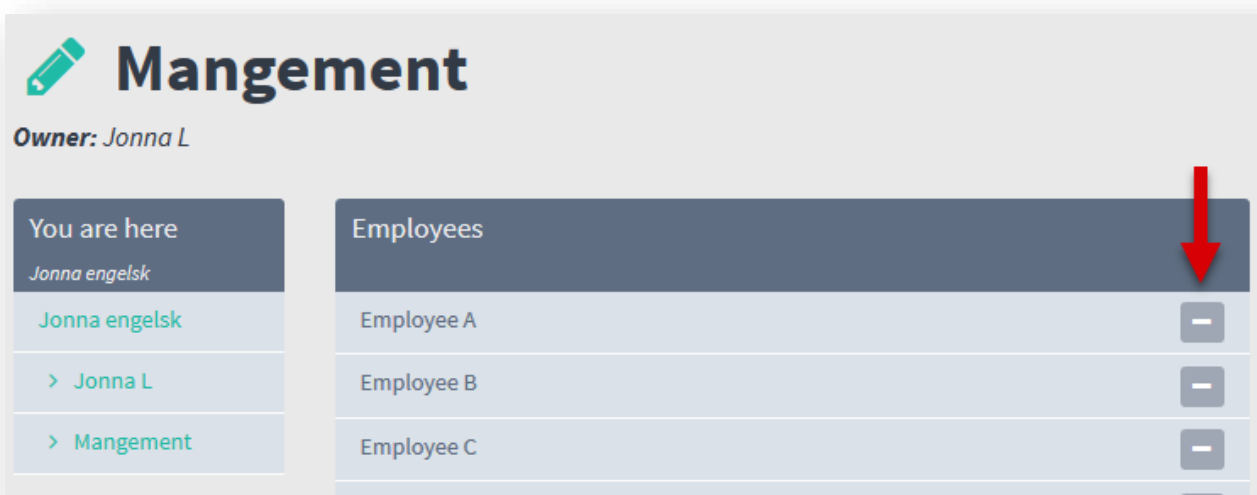 Mangement
Owner: Jonna L
You are here
Jonna engelsk
Jonna engelsk
> Jonna L
> Mangement
Employees
Employee A
Employee B
Employee C